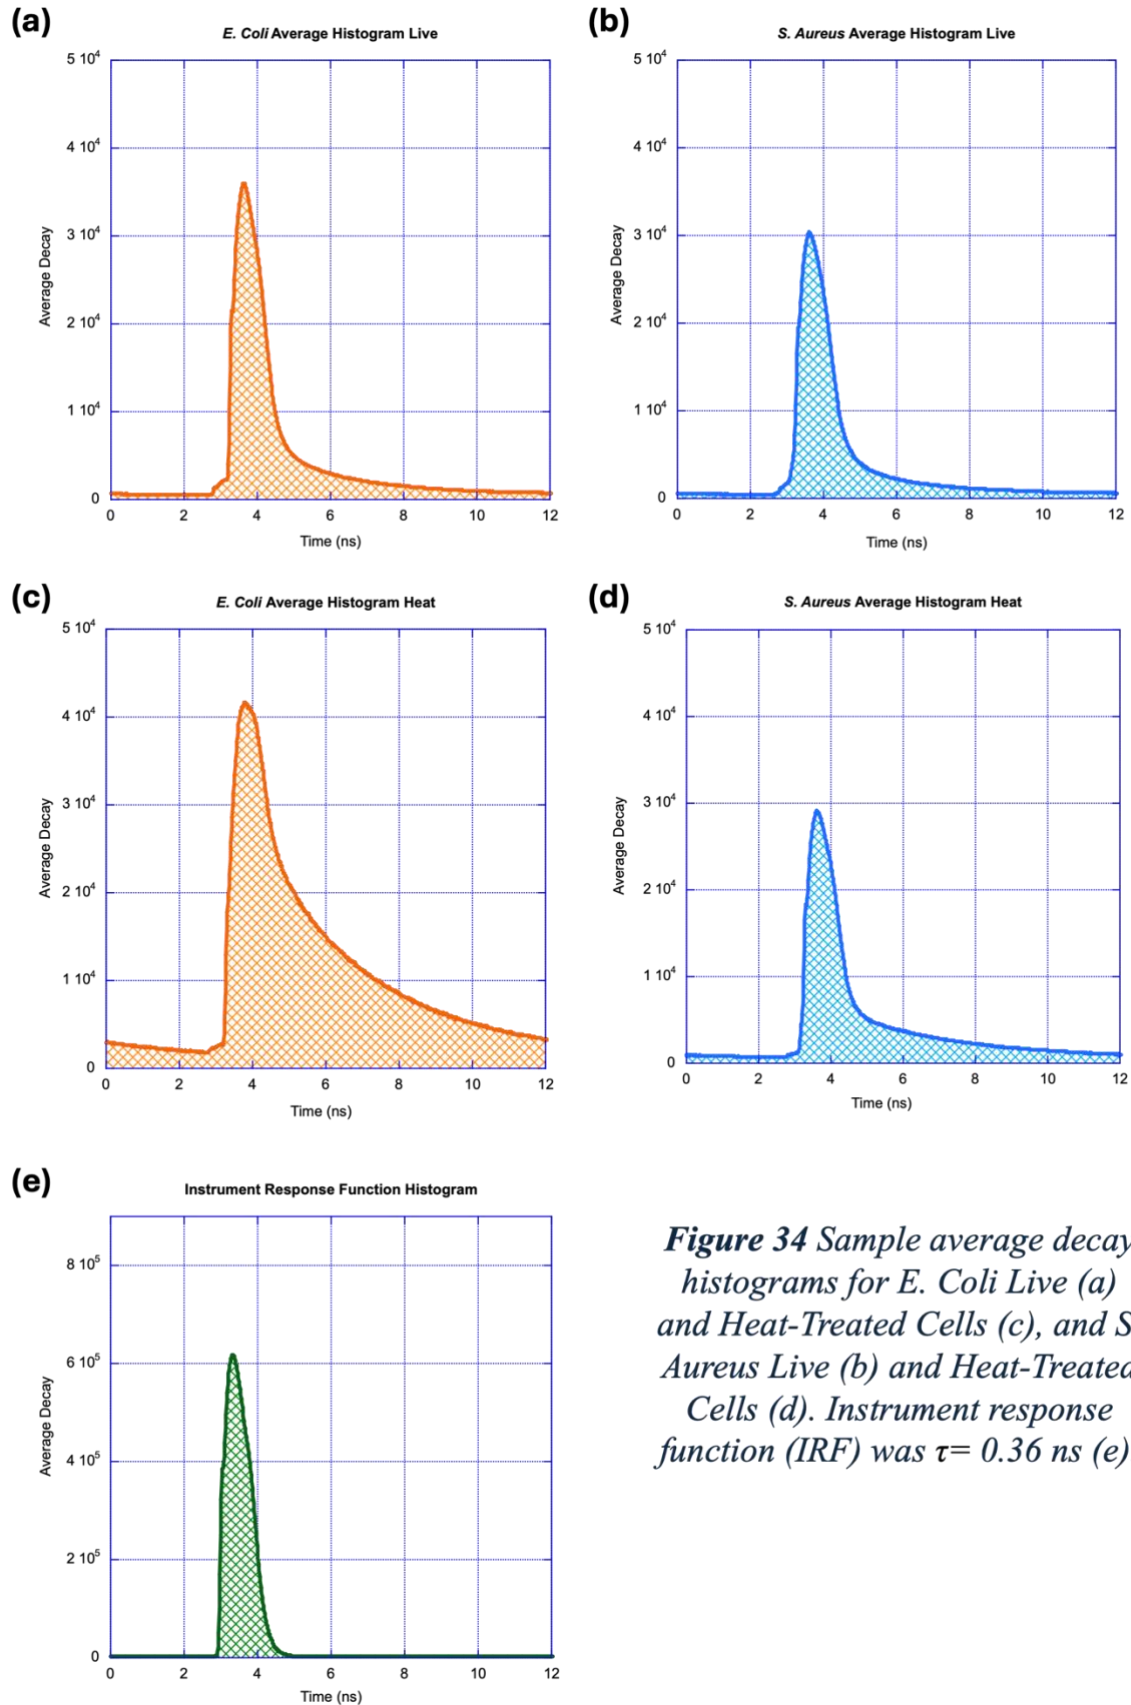 (a)
E. Coli Average Histogram Live
5 10⁴
4 10⁴
3 10⁴
2 10⁴
1 10⁴
0
Average Decay
0 2 4 6 8 10 12
Time (ns)
(b)
S. Aureus Average Histogram Live
5 10⁴
4 10⁴
3 10⁴
2 10⁴
1 10⁴
0
Average Decay
0 2 4 6 8 10 12
Time (ns)
(c)
E. Coli Average Histogram Heat
5 10⁴
4 10⁴
3 10⁴
2 10⁴
1 10⁴
0
Average Decay
0 2 4 6 8 10 12
Time (ns)
(d)
S. Aureus Average Histogram Heat
5 10⁴
4 10⁴
3 10⁴
2 10⁴
1 10⁴
0
Average Decay
0 2 4 6 8 10 12
Time (ns)
(e)
Instrument Response Function Histogram
8 10⁵
6 10⁵
4 10⁵
2 10⁵
0
Average Decay
0 2 4 6 8 10 12
Time (ns)
Figure 34 Sample average decay
histograms for E. Coli Live (a)
and Heat-Treated Cells (c), and S
Aureus Live (b) and Heat-Treated
Cells (d). Instrument response
function (IRF) was τ= 0.36 ns (e)